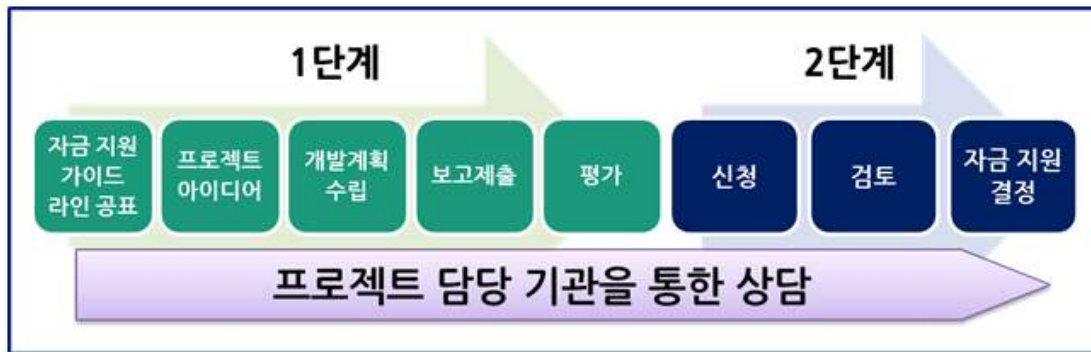 1단계
2단계
자금 지원
가이드
라인 공표
프로젝트
아이디어
개발계획
수립
보고제출
평가
신청
검토
자금 지원
결정
프로젝트 담당 기관을 통한 상담